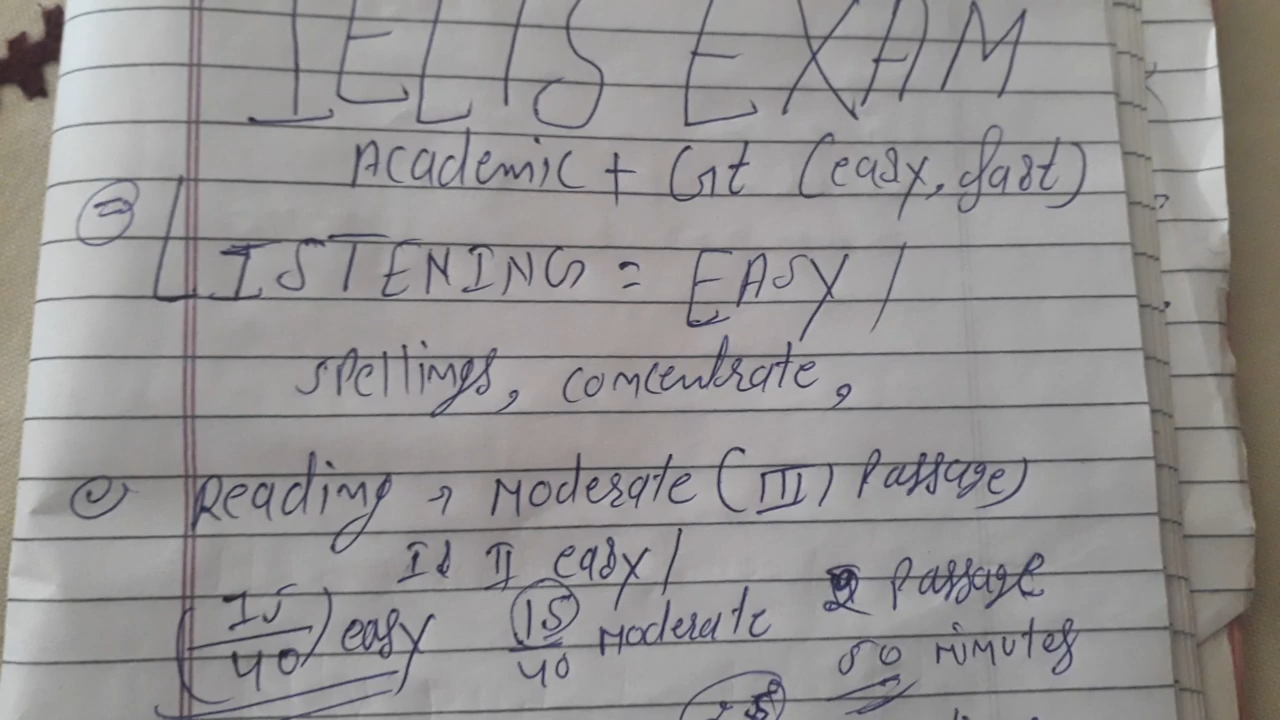 IELTS EXAM
Academic + Gt (easy, fast)
LISTENING = EASY /
spellings, concentrate,
Reading → Moderate (III) Passage)
I & II easy /
(15/40) easy 15/40 Moderate 2 Passage
minutes